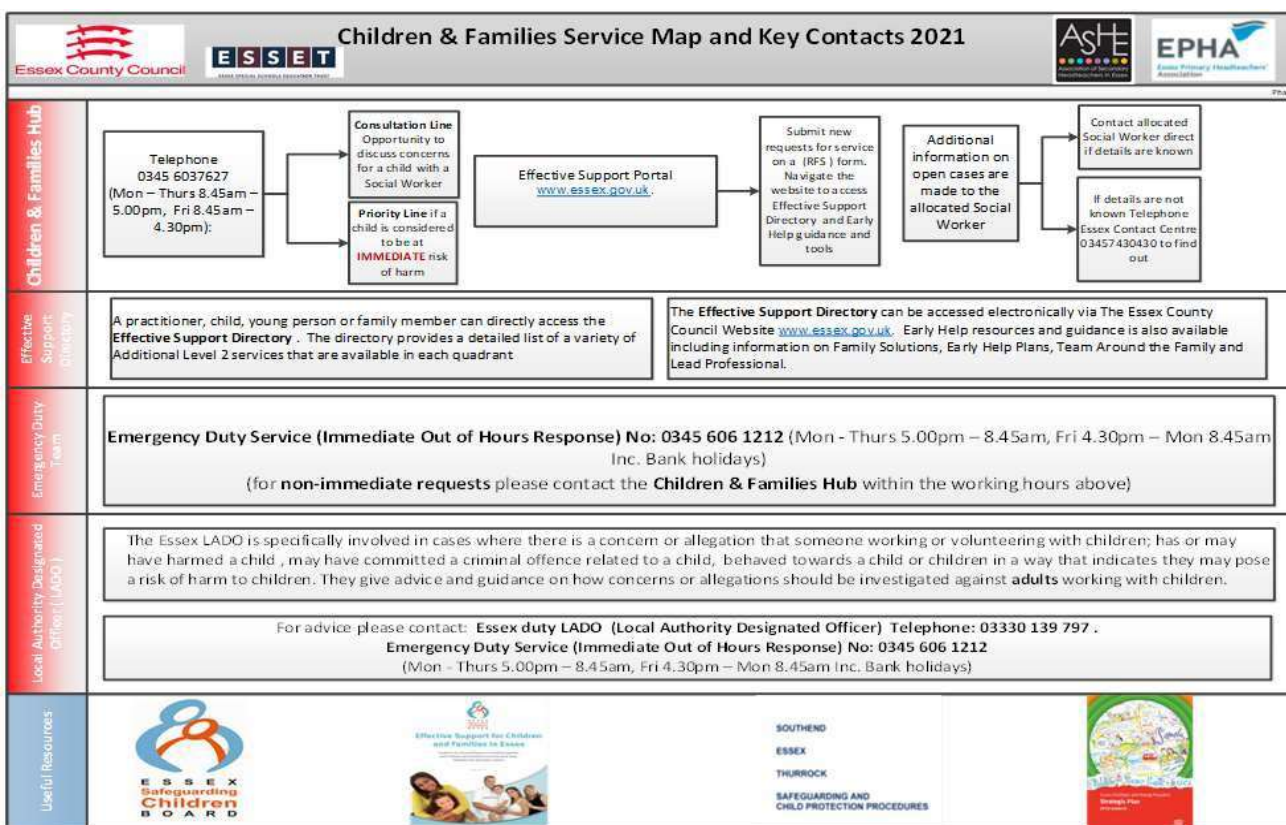 Children & Families Service Map and Key Contacts 2021
Essex County Council
ESSET
ESSEX SPECIAL SCHOOLS EDUCATION TRUST
ASHE
Association of Secondary
Headteachers in Essex
EPHA
Essex Primary Headteachers'
Association
Pha
Children & Families Hub
Telephone
0345 6037627
(Mon – Thurs 8.45am –
5.00pm, Fri 8.45am –
4.30pm):
Consultation Line
Opportunity to
discuss concerns
for a child with a
Social Worker
Priority Line if a
child is considered
to be at
IMMEDIATE risk
of harm
Effective Support Portal
www.essex.gov.uk.
Submit new
requests for service
on a (RFS ) form.
Navigate the
website to access
Effective Support
Directory and Early
Help guidance and
tools
Additional
information on
open cases are
made to the
allocated Social
Worker
Contact allocated
Social Worker direct
if details are known
If details are not
known Telephone
Essex Contact Centre
03457430430 to find
out
Effective
Support
Directory
A practitioner, child, young person or family member can directly access the
Effective Support Directory . The directory provides a detailed list of a variety of
Additional Level 2 services that are available in each quadrant
The Effective Support Directory can be accessed electronically via The Essex County
Council Website www.essex.gov.uk. Early Help resources and guidance is also available
including information on Family Solutions, Early Help Plans, Team Around the Family and
Lead Professional.
Emergency Duty
Team
Emergency Duty Service (Immediate Out of Hours Response) No: 0345 606 1212 (Mon - Thurs 5.00pm – 8.45am, Fri 4.30pm – Mon 8.45am
Inc. Bank holidays)
(for non-immediate requests please contact the Children & Families Hub within the working hours above)
Local Authority Designated
Officer ( LADO )
The Essex LADO is specifically involved in cases where there is a concern or allegation that someone working or volunteering with children; has or may
have harmed a child , may have committed a criminal offence related to a child, behaved towards a child or children in a way that indicates they may pose
a risk of harm to children. They give advice and guidance on how concerns or allegations should be investigated against adults working with children.
For advice please contact: Essex duty LADO (Local Authority Designated Officer) Telephone: 03330 139 797 .
Emergency Duty Service (Immediate Out of Hours Response) No: 0345 606 1212
(Mon - Thurs 5.00pm – 8.45am, Fri 4.30pm – Mon 8.45am Inc. Bank holidays)
Useful Resources
ESSEX
Safeguarding
Children
BOARD
Effective Support for Children
and Families in Essex
SOUTHEND
ESSEX
THURROCK
SAFEGUARDING AND
CHILD PROTECTION PROCEDURES
Strategic Plan